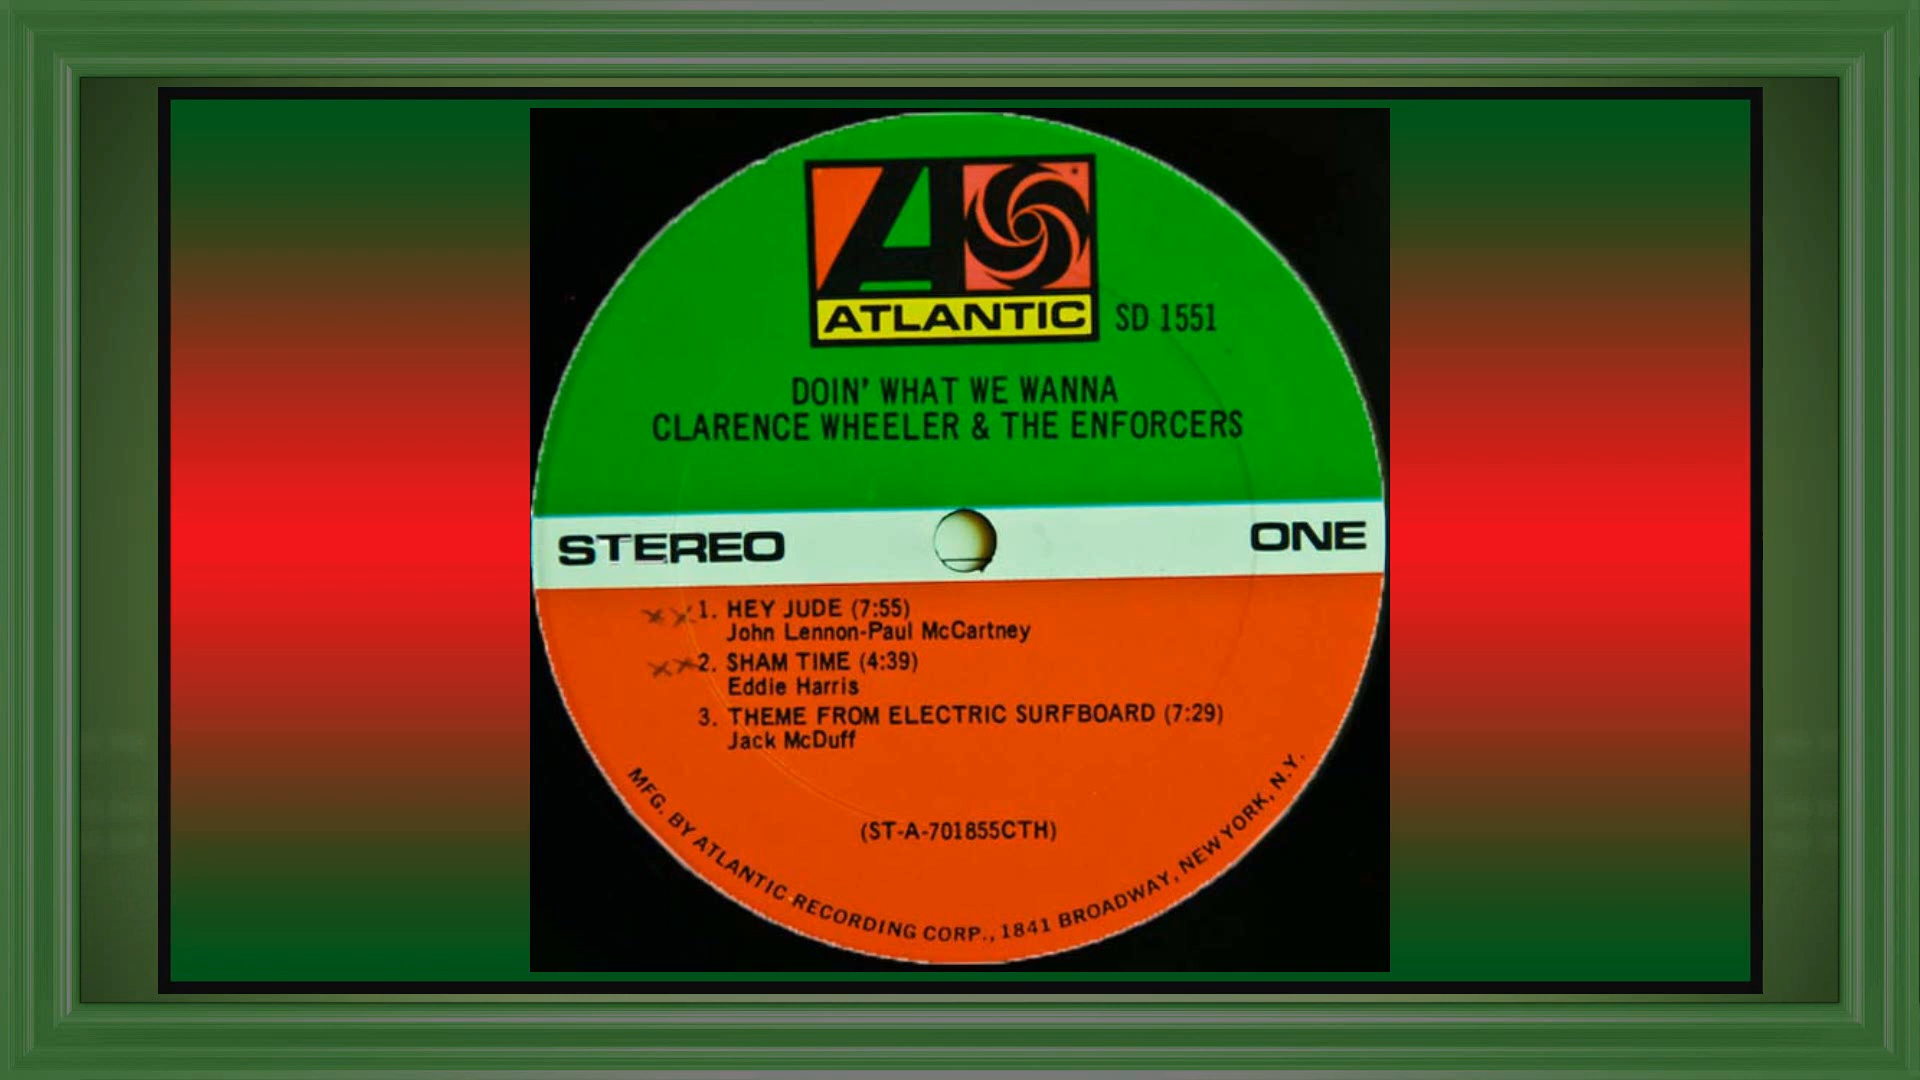 ATLANTIC
SD 1551
DOIN' WHAT WE WANNA
CLARENCE WHEELER & THE ENFORCERS
STEREO
ONE
1. HEY JUDE (7:55)
John Lennon-Paul McCartney
2. SHAM TIME (4:39)
Eddie Harris
3. THEME FROM ELECTRIC SURFBOARD (7:29)
Jack McDuff
(ST-A-701855CTH)
MFG. BY ATLANTIC RECORDING CORP., 1841 BROADWAY, NEW YORK, N.Y.